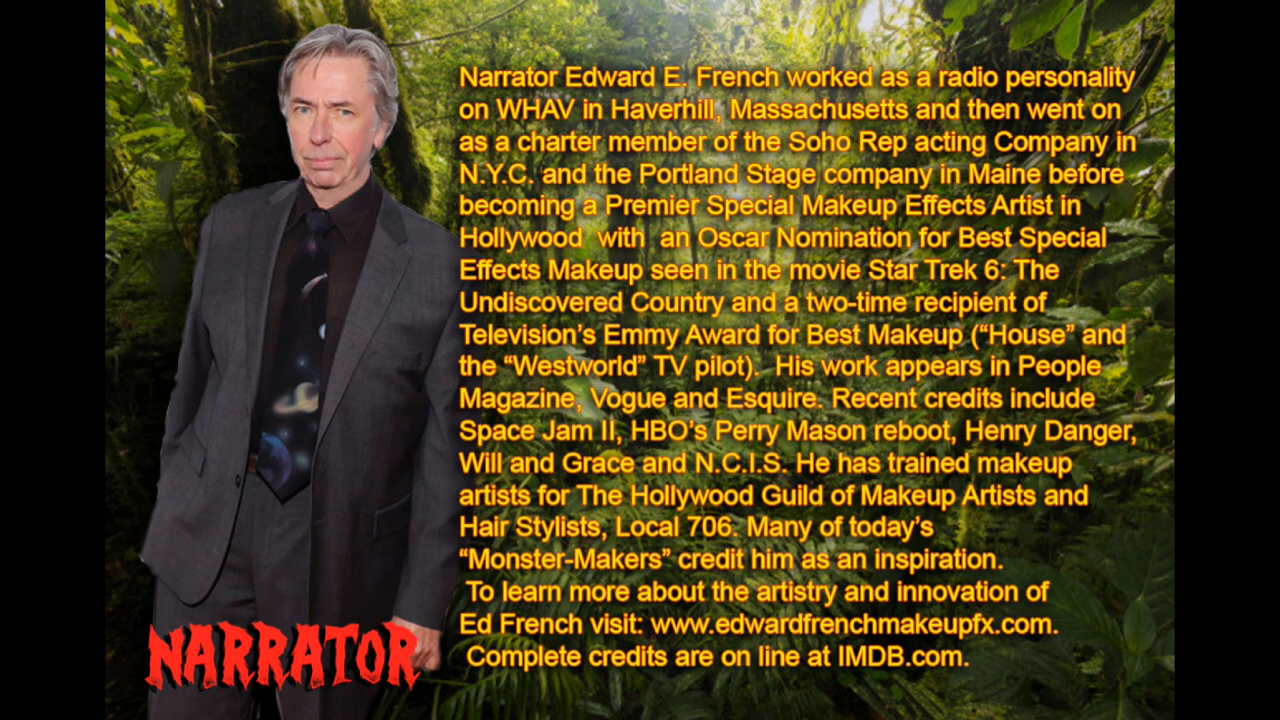 Narrator Edward E. French worked as a radio personality
on WHAV in Haverhill, Massachusetts and then went on
as a charter member of the Soho Rep acting Company in
N.Y.C. and the Portland Stage company in Maine before
becoming a Premier Special Makeup Effects Artist in
Hollywood  with  an Oscar Nomination for Best Special
Effects Makeup seen in the movie Star Trek 6: The
Undiscovered Country and a two-time recipient of
Television’s Emmy Award for Best Makeup (“House” and
the “Westworld” TV pilot).  His work appears in People
Magazine, Vogue and Esquire. Recent credits include
Space Jam II, HBO’s Perry Mason reboot, Henry Danger,
Will and Grace and N.C.I.S. He has trained makeup
artists for The Hollywood Guild of Makeup Artists and
Hair Stylists, Local 706. Many of today’s
“Monster-Makers” credit him as an inspiration.
To learn more about the artistry and innovation of
Ed French visit: www.edwardfrenchmakeupfx.com.
Complete credits are on line at IMDB.com.
NARRATOR